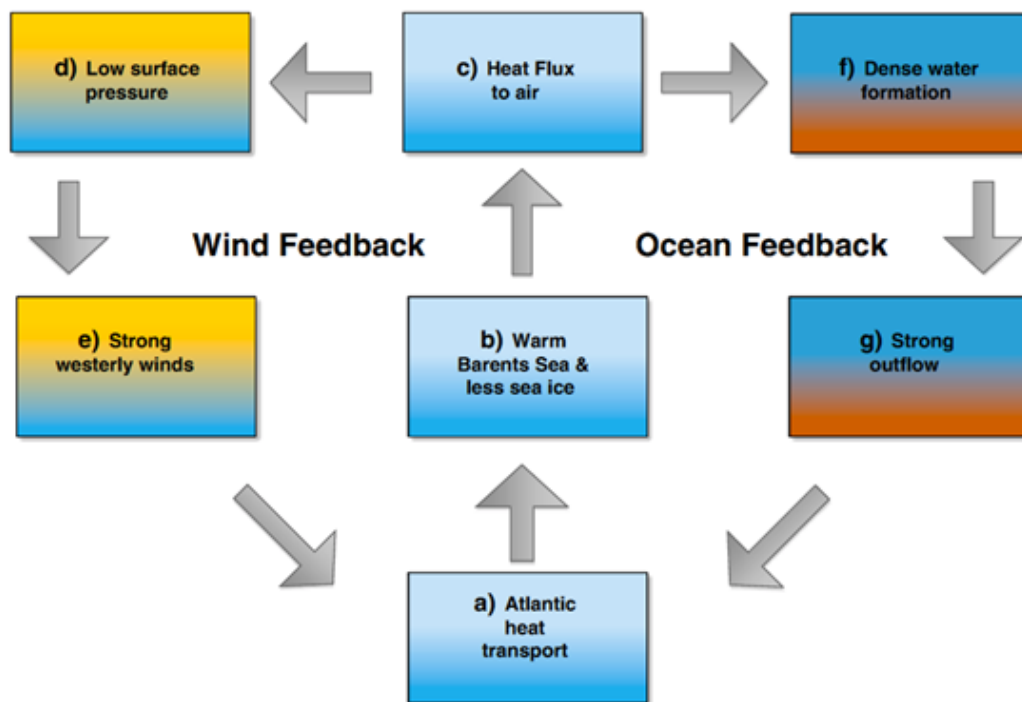 d) Low surface
pressure
c) Heat Flux
to air
f) Dense water
formation
Wind Feedback
Ocean Feedback
e) Strong
westerly winds
b) Warm
Barents Sea &
less sea ice
g) Strong
outflow
a) Atlantic
heat
transport